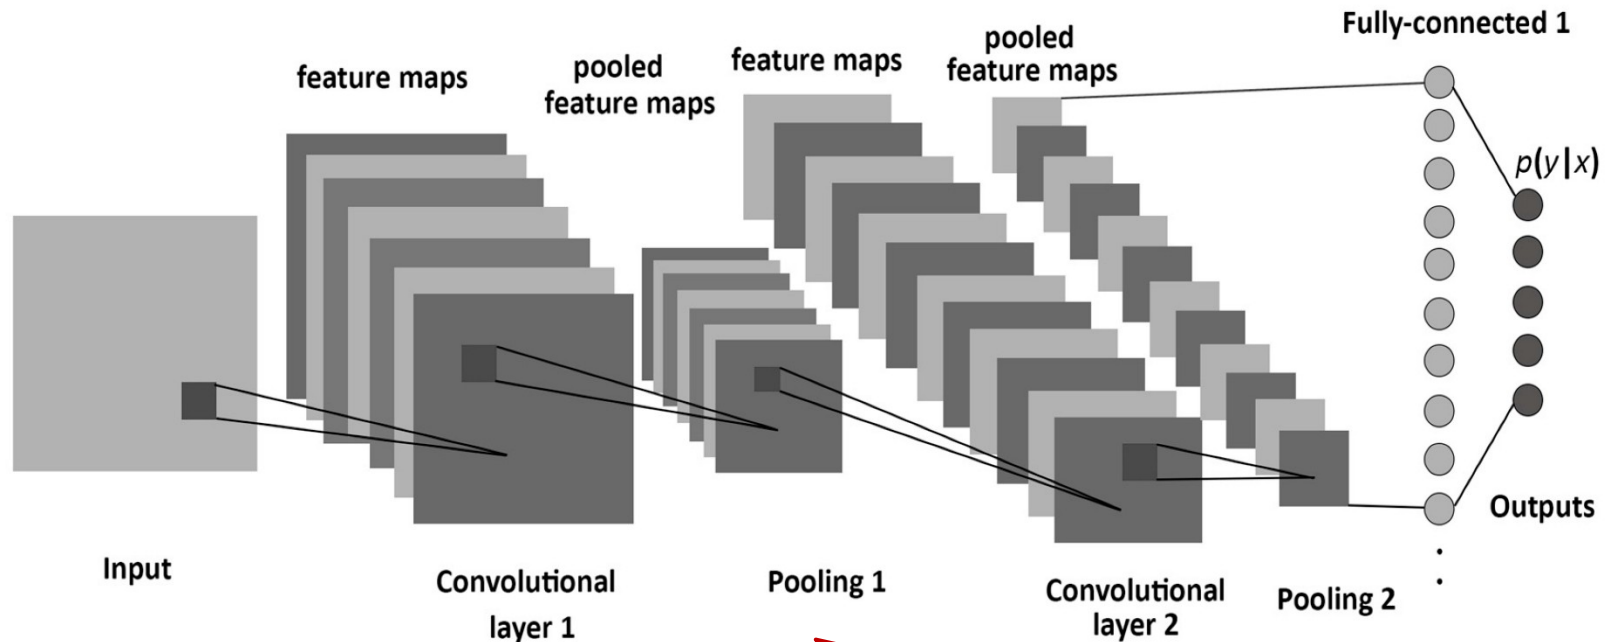 Fully-connected 1
feature maps
pooled
feature maps
feature maps
pooled
feature maps
p(y|x)
Outputs
Input
Convolutional
layer 1
Pooling 1
Convolutional
layer 2
Pooling 2